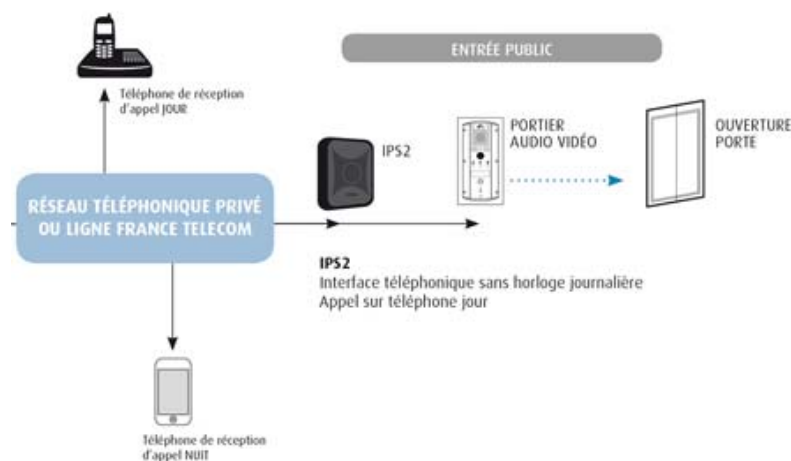 ENTRÉE PUBLIC
Téléphone de réception
d'appel JOUR
IPS2
PORTIER
AUDIO VIDÉO
OUVERTURE
PORTE
RÉSEAU TÉLÉPHONIQUE PRIVÉ
OU LIGNE FRANCE TELECOM
IPS2
Interface téléphonique sans horloge journalière
Appel sur téléphone jour
Téléphone de réception
d'appel NUIT